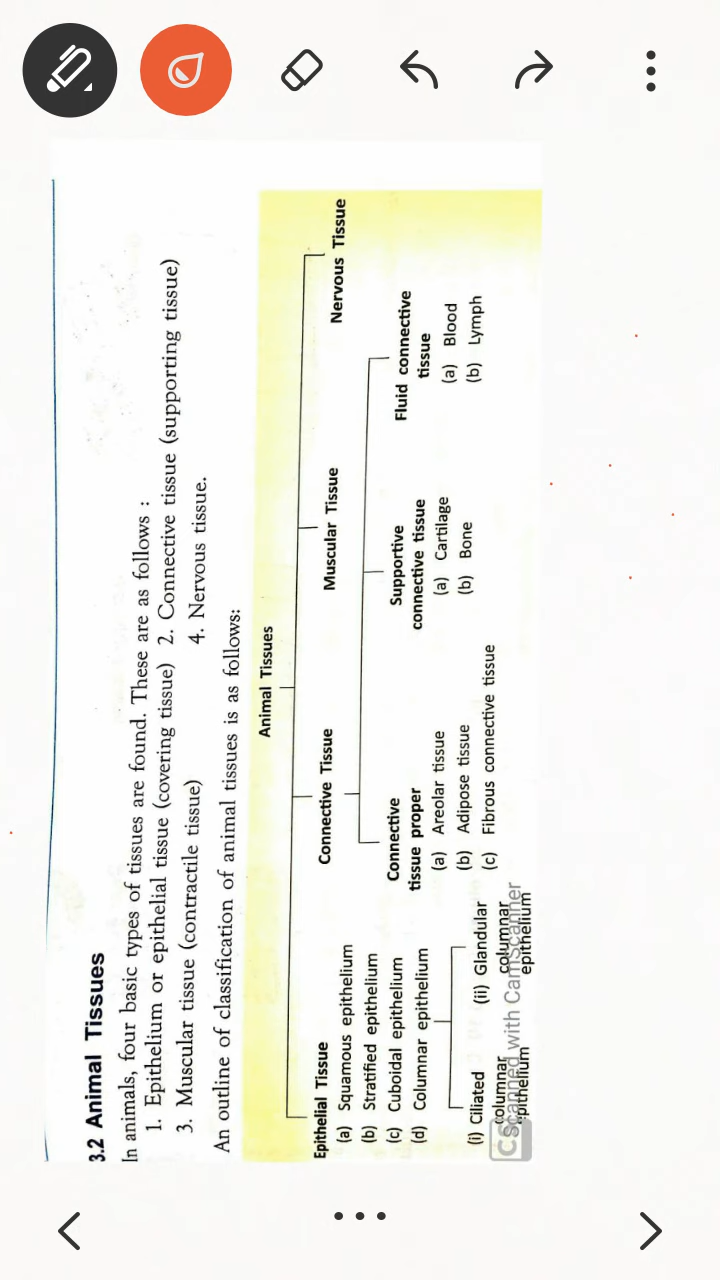 3.2 Animal Tissues
In animals, four basic types of tissues are found. These are as follows :
1. Epithelium or epithelial tissue (covering tissue) 2. Connective tissue (supporting tissue)
3. Muscular tissue (contractile tissue) 4. Nervous tissue.
An outline of classification of animal tissues is as follows:
Animal Tissues
Epithelial Tissue
(a) Squamous epithelium
(b) Stratified epithelium
(c) Cuboidal epithelium
(d) Columnar epithelium
(i) Ciliated
columnar
epithelium
(ii) Glandular
columnar
epithelium
Connective Tissue
Connective
tissue proper
(a) Areolar tissue
(b) Adipose tissue
(c) Fibrous connective tissue
Supportive
connective tissue
(a) Cartilage
(b) Bone
Fluid connective
tissue
(a) Blood
(b) Lymph
Muscular Tissue
Nervous Tissue
CS Scanned with CamScanner